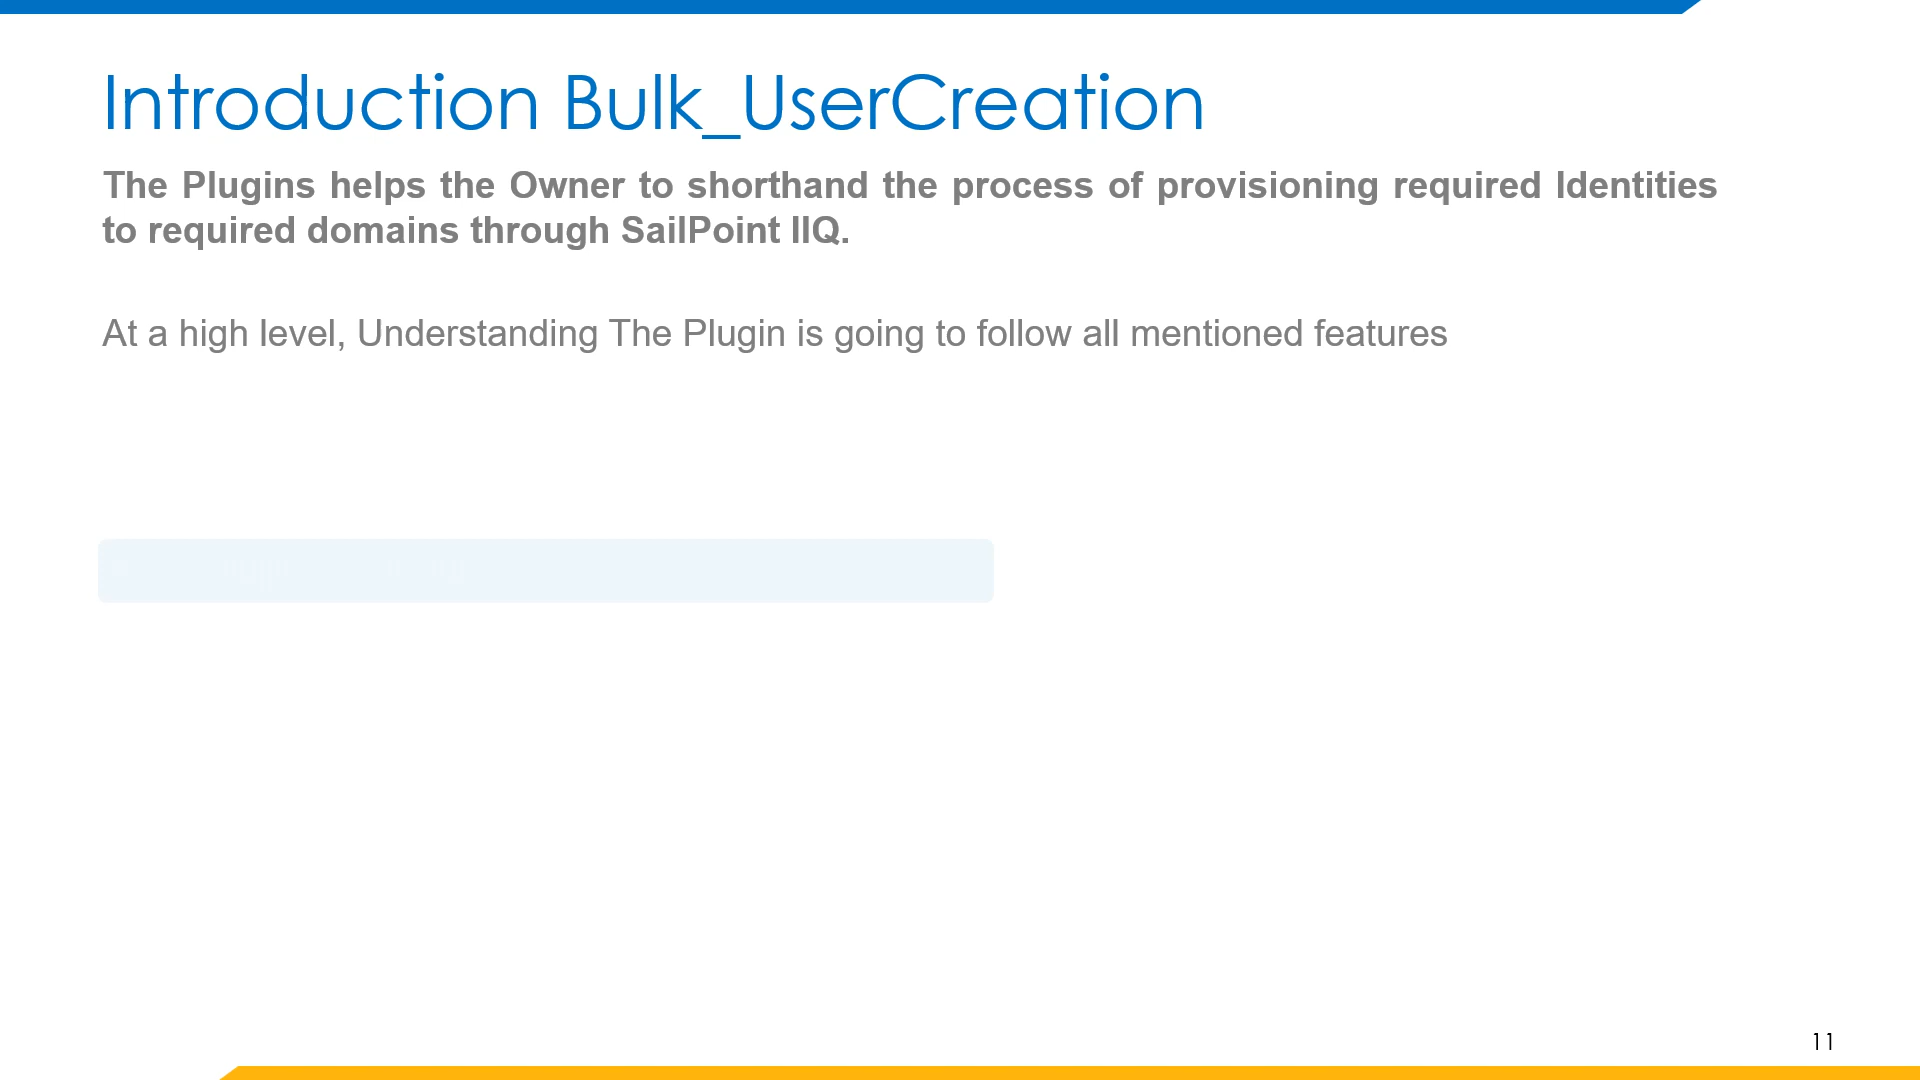 Introduction Bulk_UserCreation
The Plugins helps the Owner to shorthand the process of provisioning required Identities
to required domains through SailPoint IIQ.
At a high level, Understanding The Plugin is going to follow all mentioned features
11